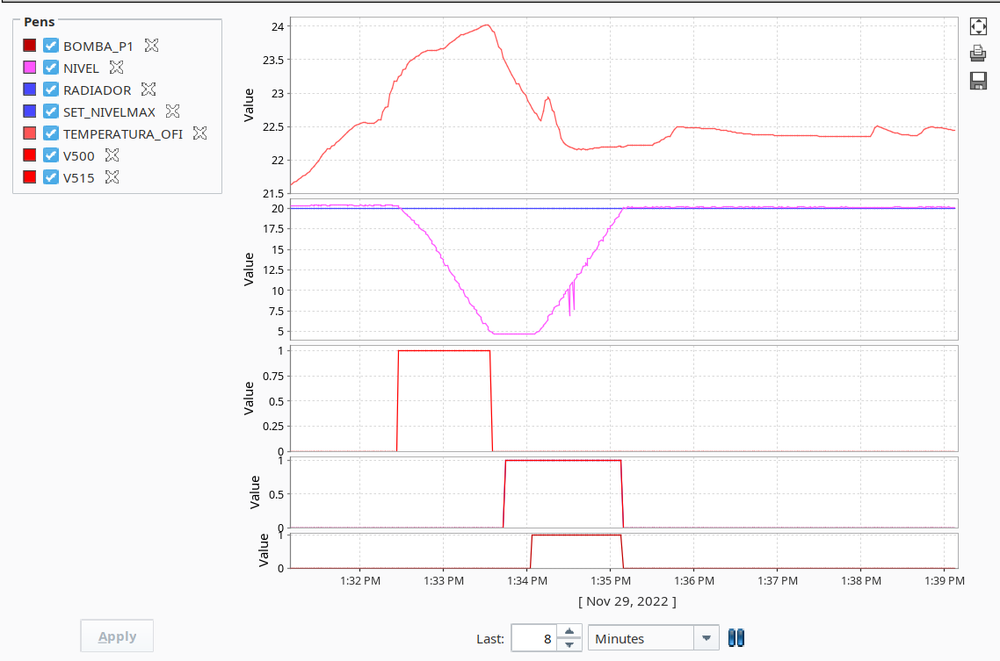 Pens
BOMBA_P1
NIVEL
RADIADOR
SET_NIVELMAX
TEMPERATURA_OFI
V500
V515
Value
24
23.5
23
22.5
22
21.5
Value
20
17.5
15
12.5
10
7.5
5
Value
1
0.75
0.5
0.25
0
Value
1
0.5
0
Value
1
0
1:32 PM 1:33 PM 1:34 PM 1:35 PM 1:36 PM 1:37 PM 1:38 PM 1:39 PM
[ Nov 29, 2022 ]
Apply
Last: 8 Minutes